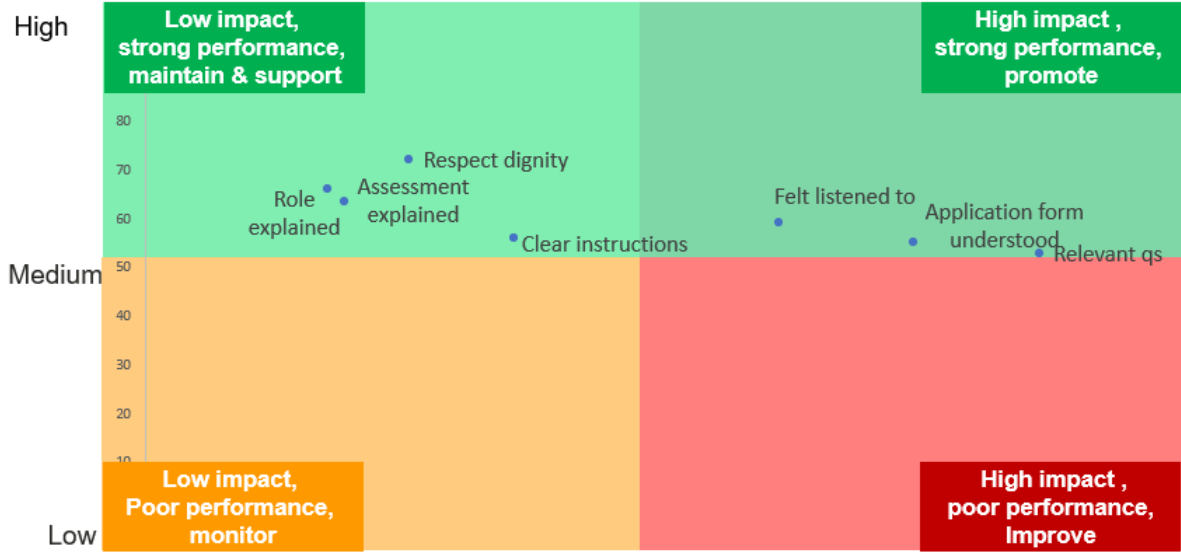 High
Low impact,
strong performance,
maintain & support
High impact ,
strong performance,
promote
80
70
Respect dignity
Role
explained
Assessment
explained
60
Felt listened to
Application form
understood
Clear instructions
Relevant qs
Medium
50
40
30
20
10
Low impact,
Poor performance,
monitor
High impact ,
poor performance,
Improve
Low